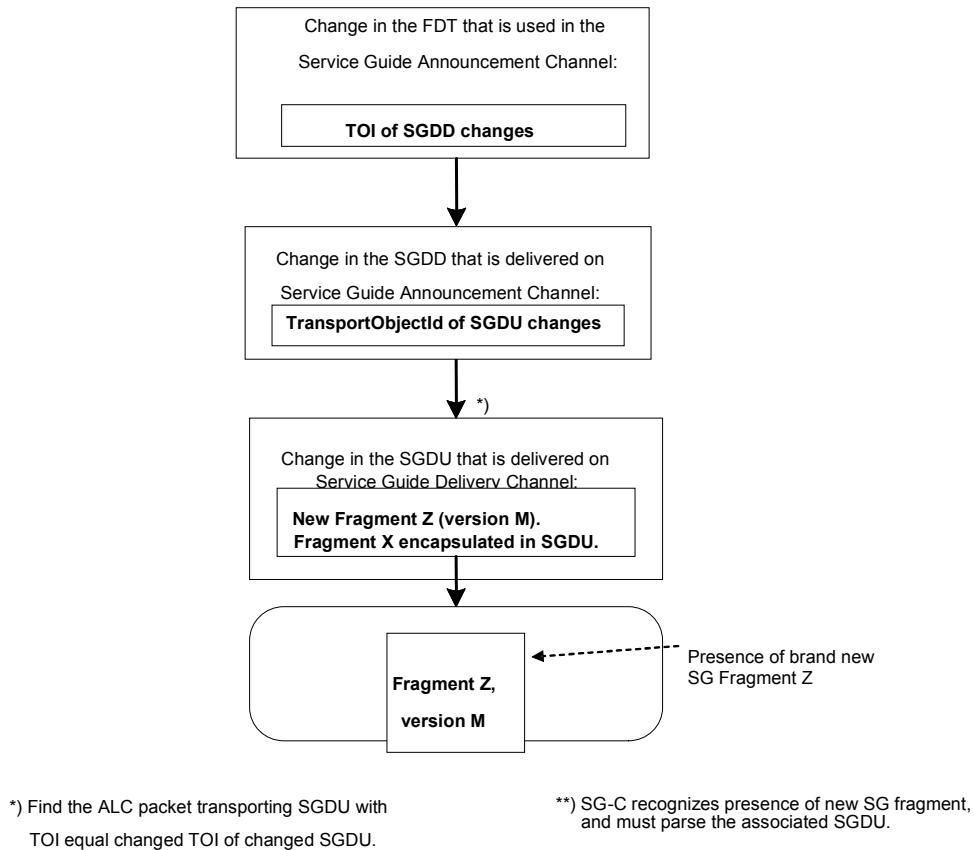 Change in the FDT that is used in the
Service Guide Announcement Channel:
TOI of SGDD changes
Change in the SGDD that is delivered on
Service Guide Announcement Channel:
TransportObjectId of SGDU changes
*)
Change in the SGDU that is delivered on
Service Guide Delivery Channel:
New Fragment Z (version M).
Fragment X encapsulated in SGDU.
Fragment Z,
version M
Presence of brand new
SG Fragment Z
*) Find the ALC packet transporting SGDU with
TOI equal changed TOI of changed SGDU.
**) SG-C recognizes presence of new SG fragment,
and must parse the associated SGDU.